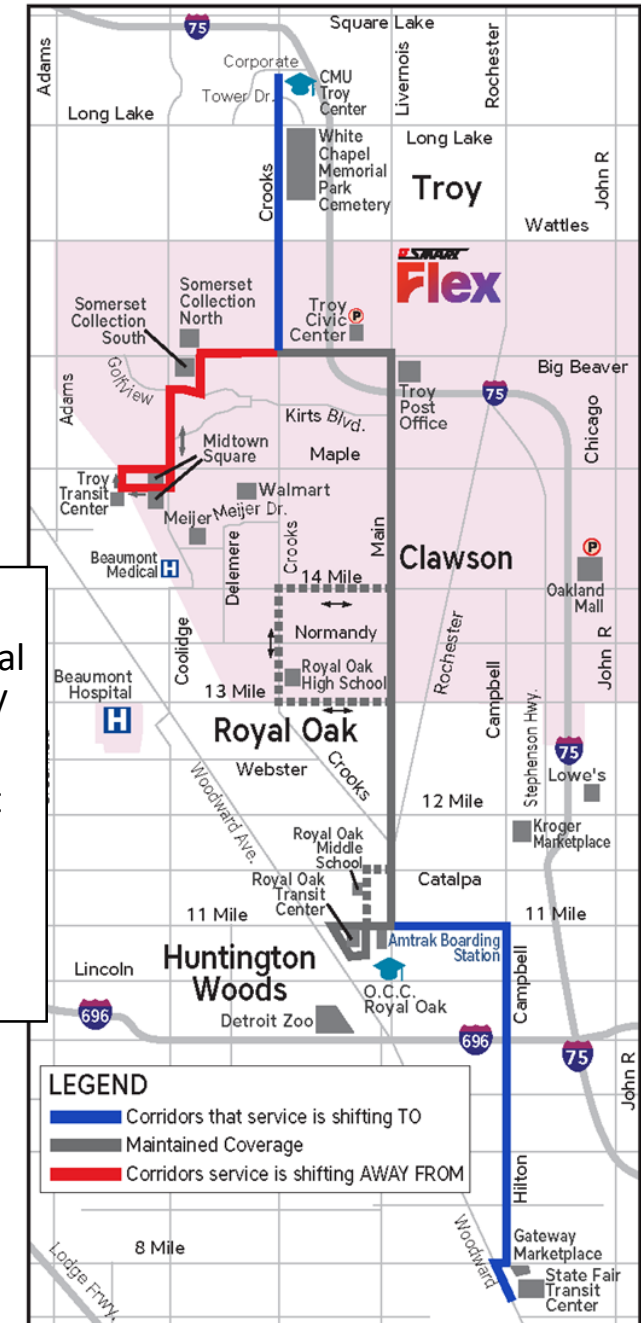 75
Square Lake
Adams
Livernois
Rochester
Corporate
CMU
Troy
Center
Tower Dr.
Long Lake
White
Chapel
Memorial
Park
Cemetery
Long Lake
Crooks
Troy
John R
Wattles
SMART
Flex
Somerset
Collection
North
Somerset
Collection
South
Troy
Civic
Center
P
Big Beaver
Golfview
Adams
Troy
Post
Office
75
Chicago
Kirts Blvd.
Midtown
Square
Maple
Troy
Transit
Center
Walmart
Meijer
Meijer Dr.
Main
Clawson
P
Beaumont
Medical
H
Delemere
Crooks
14 Mile
Oakland
Mall
al
y
Coolidge
Normandy
Rochester
Campbell
John R
Beaumont
Hospital
H
13 Mile
Royal Oak
High School
Royal Oak
Stephenson Hwy.
75
Webster
Crooks
Lowe's
Woodward Ave.
12 Mile
Kroger
Marketplace
Royal Oak
Middle
School
Royal Oak
Transit
Center
Catalpa
11 Mile
11 Mile
Amtrak Boarding
Station
Huntington
Woods
Lincoln
O.C.C.
Royal Oak
Campbell
696
Detroit Zoo
696
75
John R
LEGEND
Corridors that service is shifting TO
Maintained Coverage
Corridors service is shifting AWAY FROM
Hilton
8 Mile
Lodge Frwy.
Woodward
Gateway
Marketplace
State Fair
Transit
Center